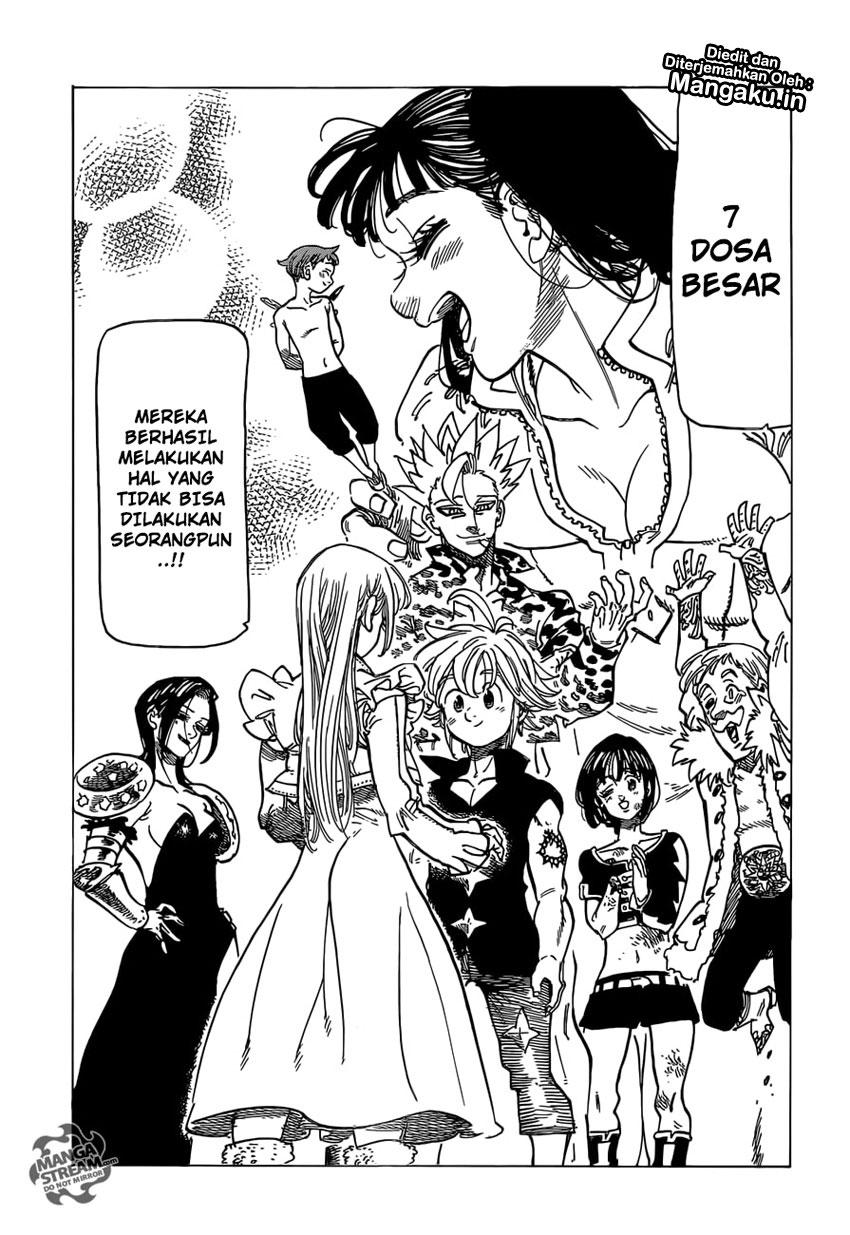 Diedit dan
Diterjemahkan Oleh :
Mangaku.in
7
DOSA
BESAR
MEREKA
BERHASIL
MELAKUKAN
HAL YANG
TIDAK BISA
DILAKUKAN
SEORANGPUN
..!!
MANGA
STREAM.com
DO NOT MIRROR